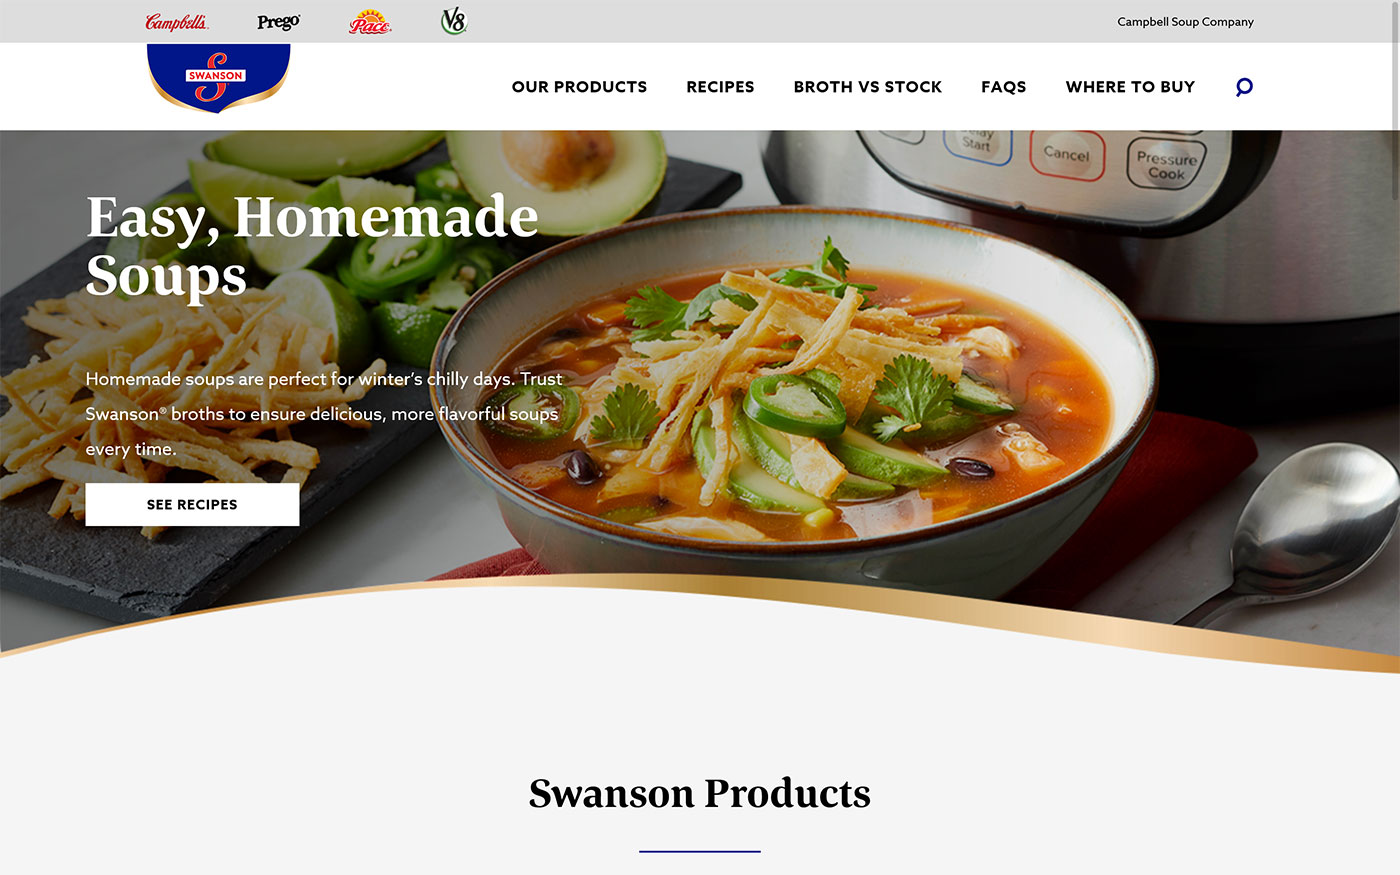 Campbell's
Prego
Pace
V8
Campbell Soup Company
SWANSON
OUR PRODUCTS
RECIPES
BROTH VS STOCK
FAQS
WHERE TO BUY
Delay
Start
Cancel
Pressure
Cook
Easy, Homemade
Soups
Homemade soups are perfect for winter’s chilly days. Trust
Swanson® broths to ensure delicious, more flavorful soups
every time.
SEE RECIPES
Swanson Products